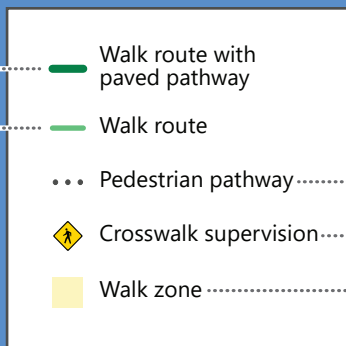 Walk route with
paved pathway
Walk route
Pedestrian pathway
Crosswalk supervision
Walk zone